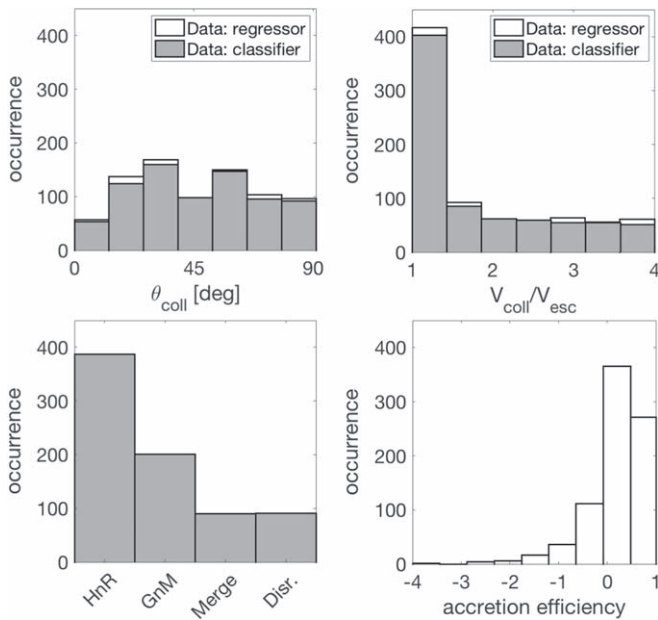 400
300
200
100
0
occurrence
Data: regressor
Data: classifier
0 45 90
θcoll [deg]
400
300
200
100
0
occurrence
Data: regressor
Data: classifier
1 2 3 4
Vcoll/Vesc
400
300
200
100
0
occurrence
HnR GnM Merge Disr.
400
300
200
100
0
occurrence
-4 -3 -2 -1 0 1
accretion efficiency